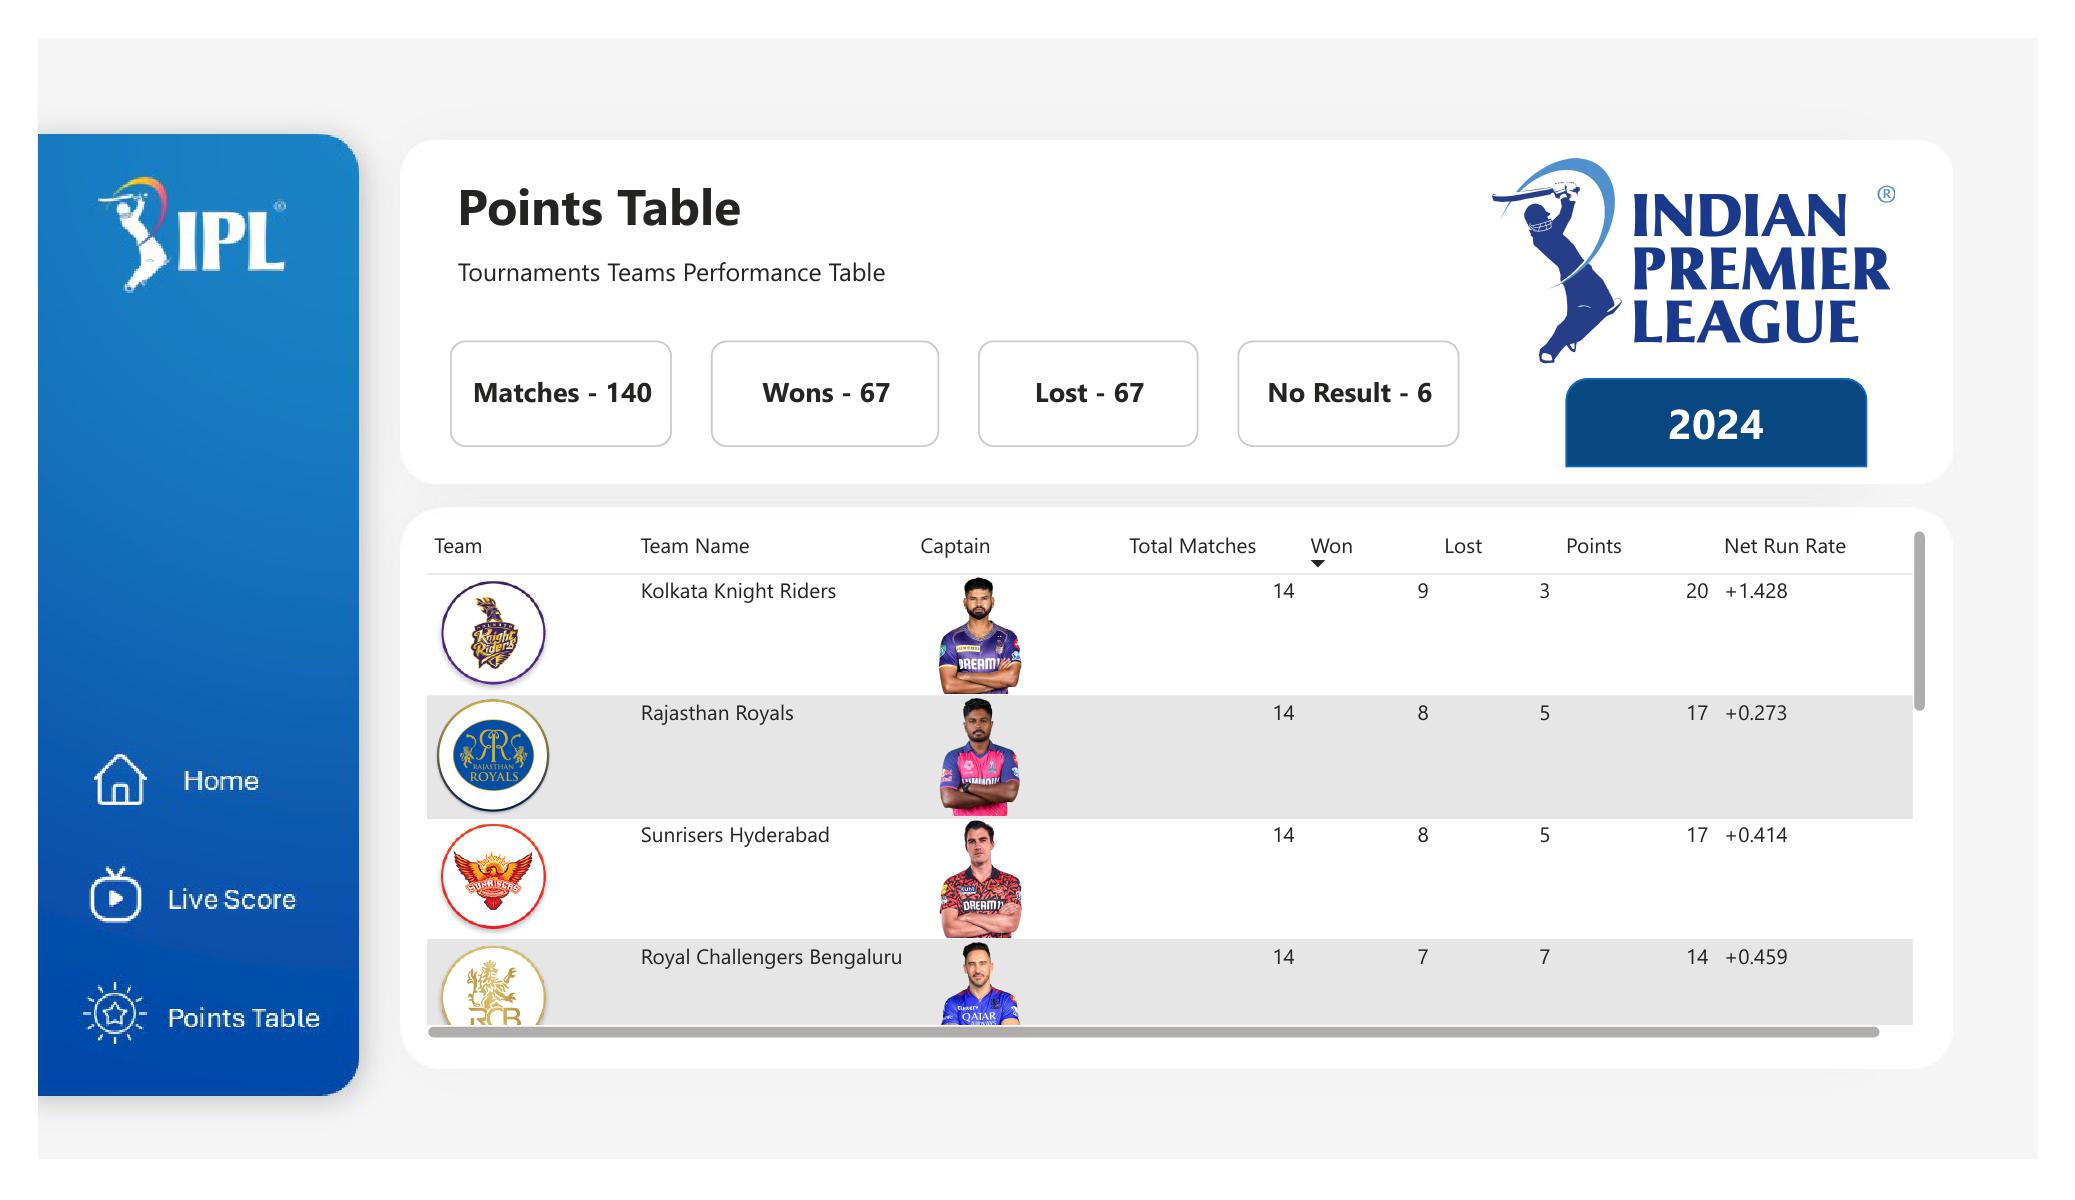 IPL
Home
Live Score
Points Table
Points Table
Tournaments Teams Performance Table
Matches - 140
Wons - 67
Lost - 67
No Result - 6
INDIAN ®
PREMIER
LEAGUE
2024
Team Team Name Captain Total Matches Won Lost Points Net Run Rate
Knight
Riders
Kolkata Knight Riders 14 9 3 20 +1.428
DREAM11
RAJASTHAN
ROYALS
Rajasthan Royals 14 8 5 17 +0.273
SUNRISERS
Sunrisers Hyderabad 14 8 5 17 +0.414
DREAM11
RCB
Royal Challengers Bengaluru 14 7 7 14 +0.459
QATAR